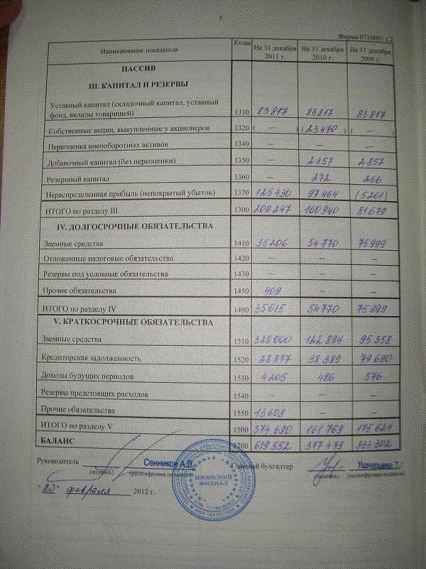 Форма 0710001 с.2
Наименование показателя Коды На 31 декабря 2011 г. На 31 декабря 2010 г. На 31 декабря 2009 г.
ПАССИВ
III. КАПИТАЛ И РЕЗЕРВЫ
Уставный капитал (складочный капитал, уставный фонд, вклады товарищей) 1310 83 817 83 817 83 817
Собственные акции, выкупленные у акционеров 1320 ( – ) ( 23 470 ) ( – )
Переоценка внеоборотных активов 1340 – – –
Добавочный капитал (без переоценки) 1350 – 2 857 2 857
Резервный капитал 1360 – 272 266
Нераспределенная прибыль (непокрытый убыток) 1370 125 430 97 464 (5 261)
ИТОГО по разделу III 1300 209 247 160 940 81 679
IV. ДОЛГОСРОЧНЫЕ ОБЯЗАТЕЛЬСТВА
Заемные средства 1410 35 206 54 770 75 999
Отложенные налоговые обязательства 1420 – – –
Резервы под условные обязательства 1430 – – –
Прочие обязательства 1450 409 – –
ИТОГО по разделу IV 1400 35 615 54 770 75 999
V. КРАТКОСРОЧНЫЕ ОБЯЗАТЕЛЬСТВА
Заемные средства 1510 328 000 122 894 95 358
Кредиторская задолженность 1520 28 877 38 389 79 690
Доходы будущих периодов 1530 4 205 486 576
Резервы предстоящих расходов 1540 – – –
Прочие обязательства 1550 13 608 – –
ИТОГО по разделу V 1500 374 690 161 769 175 624
БАЛАНС 1700 619 552 377 479 333 302
Руководитель Сенников А.В. бухгалтер
(подпись) (расшифровка подписи) (подпись) (расшифровка подписи)
"20" февраля 2012 г.
ИЖЕВСКИЙ
ФИЛИАЛ